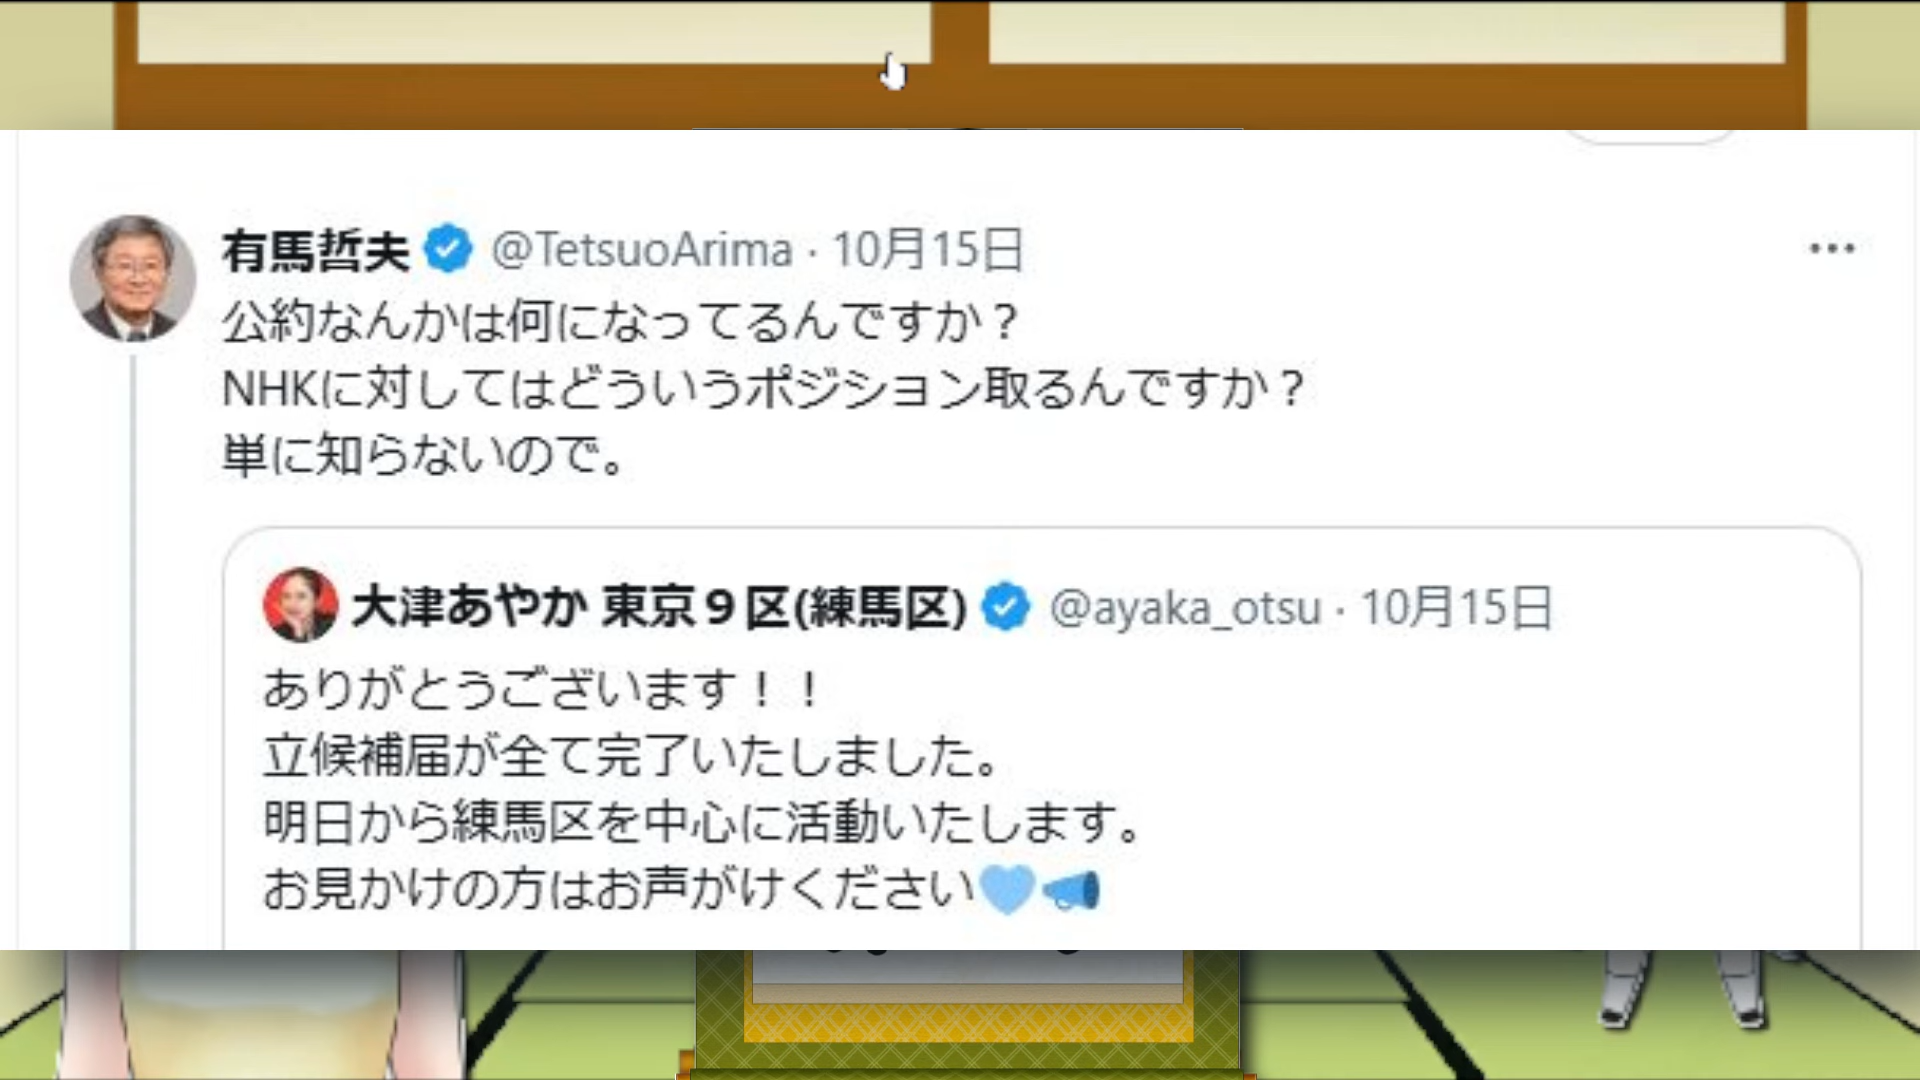 有馬哲夫 @TetsuoArima · 10月15日
公約なんかは何になってるんですか？
NHKに対してはどういうポジション取るんですか？
単に知らないので。
大津あやか 東京９区(練馬区) @ayaka_otsu · 10月15日
ありがとうございます！！
立候補届が全て完了いたしました。
明日から練馬区を中心に活動いたします。
お見かけの方はお声がけください🩵📣